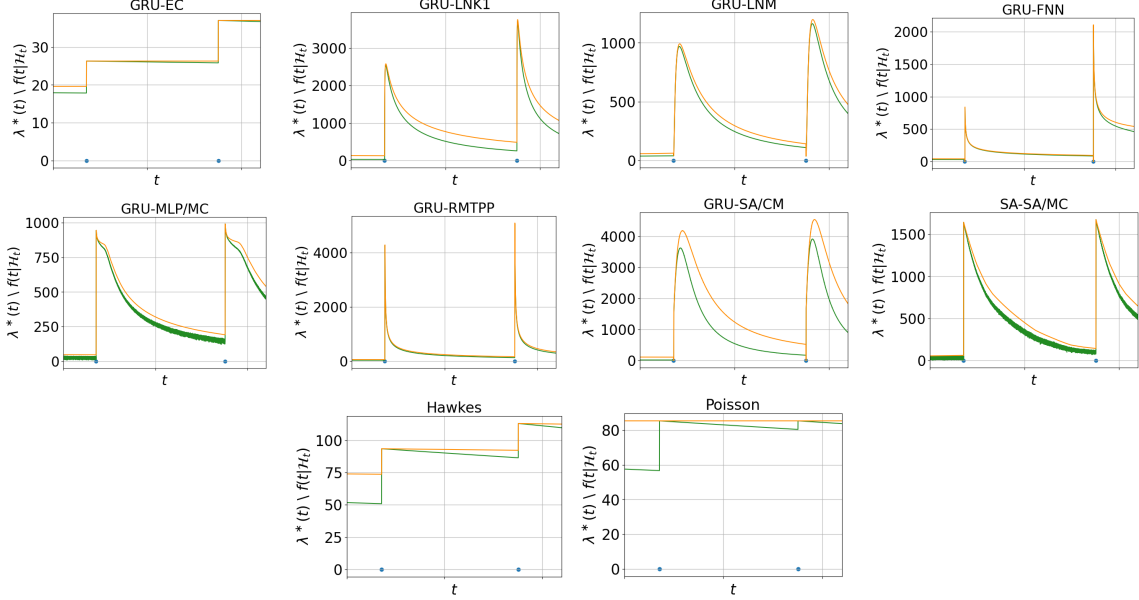 GRU-EC
λ*(t) \ f(t|ℋₜ)
30
20
10
0
t
GRU-LNK1
λ*(t) \ f(t|ℋₜ)
3000
2000
1000
0
t
GRU-LNM
λ*(t) \ f(t|ℋₜ)
1000
500
0
t
GRU-FNN
λ*(t) \ f(t|ℋₜ)
2000
1500
1000
500
0
t
GRU-MLP/MC
λ*(t) \ f(t|ℋₜ)
1000
750
500
250
0
t
GRU-RMTPP
λ*(t) \ f(t|ℋₜ)
4000
2000
0
t
GRU-SA/CM
λ*(t) \ f(t|ℋₜ)
4000
3000
2000
1000
0
t
SA-SA/MC
λ*(t) \ f(t|ℋₜ)
1500
1000
500
0
t
Hawkes
λ*(t) \ f(t|ℋₜ)
100
75
50
25
0
t
Poisson
λ*(t) \ f(t|ℋₜ)
80
60
40
20
0
t